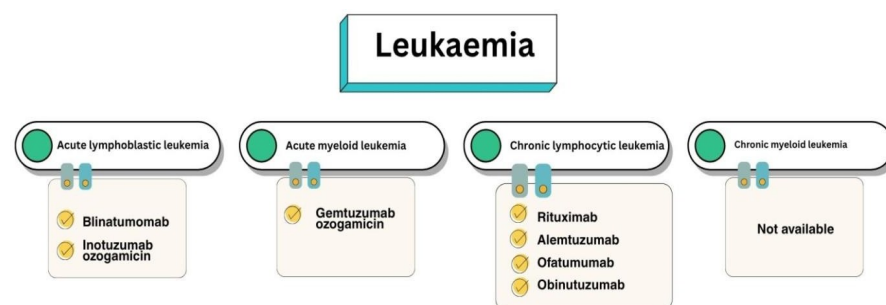 Leukaemia
Acute lymphoblastic leukemia
Blinatumomab
Inotuzumab
ozogamicin
Acute myeloid leukemia
Gemtuzumab
ozogamicin
Chronic lymphocytic leukemia
Rituximab
Alemtuzumab
Ofatumumab
Obinutuzumab
Chronic myeloid leukemia
Not available